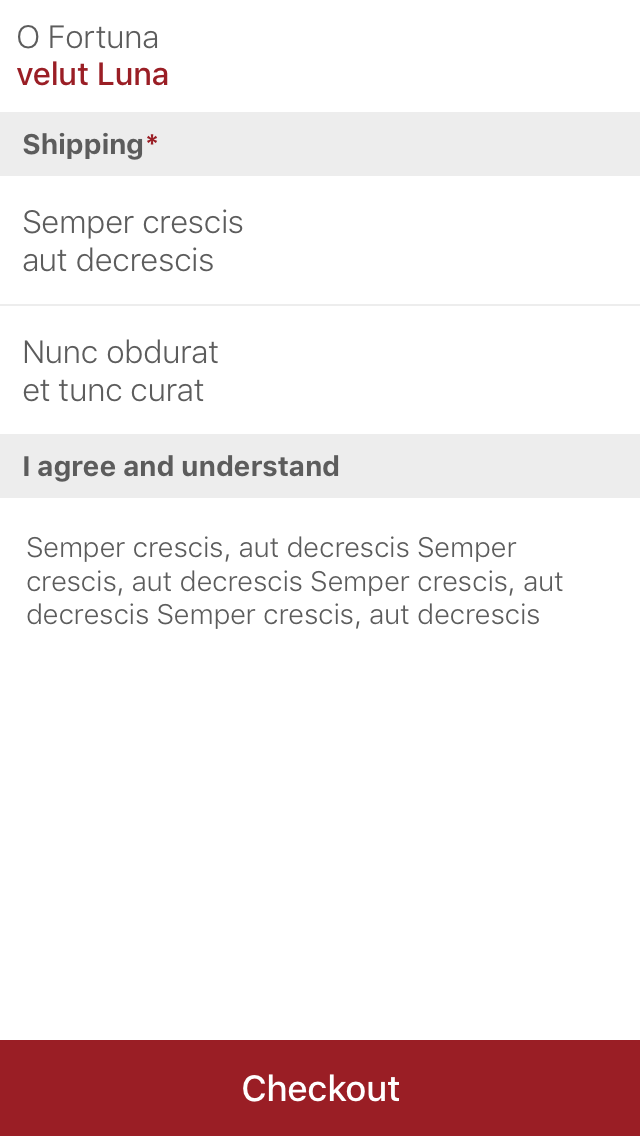 O Fortuna
velut Luna
Shipping*
Semper crescis
aut decrescis
Nunc obdurat
et tunc curat
I agree and understand
Semper crescis, aut decrescis Semper
crescis, aut decrescis Semper crescis, aut
decrescis Semper crescis, aut decrescis
Checkout